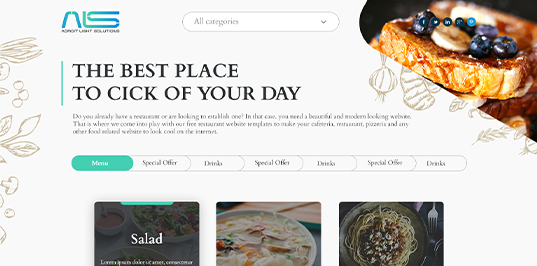 AIS
ADROIT LIGHT SOLUTIONS
All categories
THE BEST PLACE
TO CICK OF YOUR DAY
Do you already have a restaurant or are looking to establish one? In that case, you need a beautiful and modern looking website.
That is where we come into play with our free restaurant website templates to make your cafeteria, restaurant, pizzeria and any
other food related website to look cool on the internet.
Menu
Special Offer
Drinks
Special Offer
Drinks
Special Offer
Drinks
Salad
Lorem ipsum dolor sit amet, consectetur